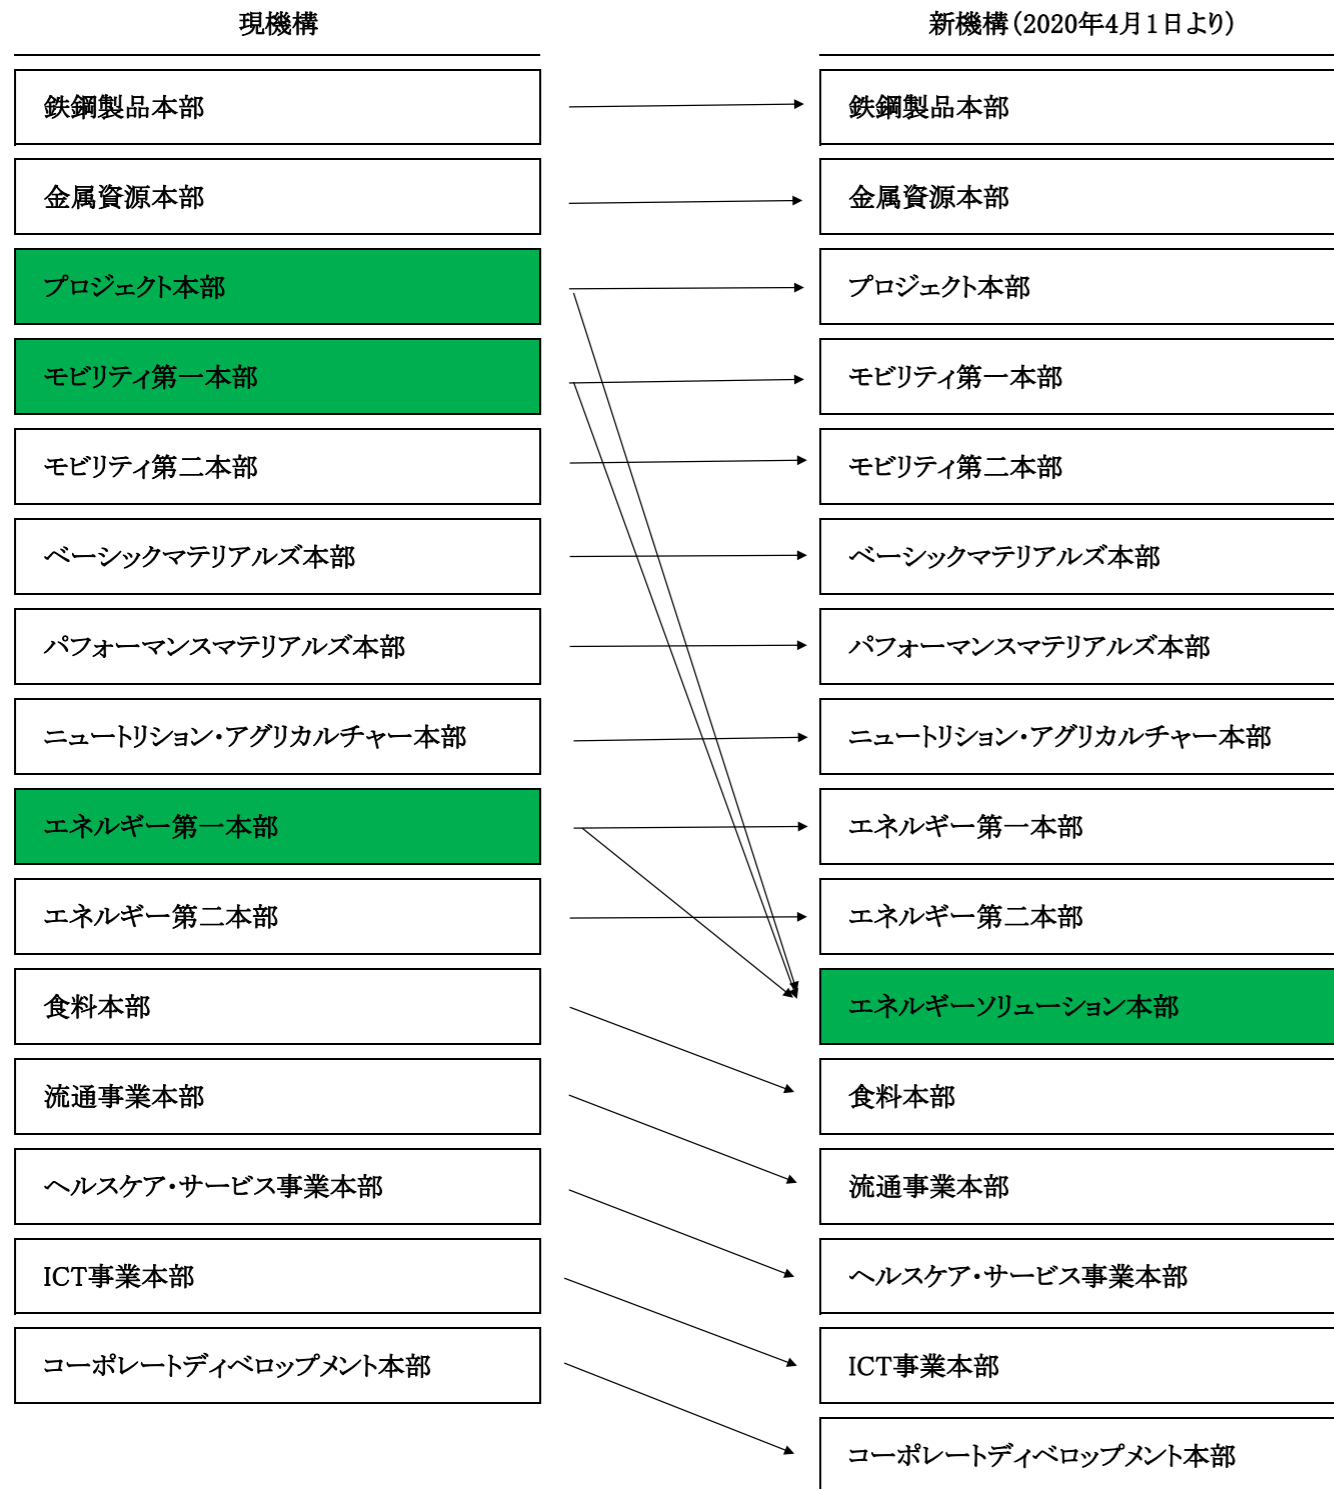 現機構
新機構(2020年4月1日より)
鉄鋼製品本部
鉄鋼製品本部
金属資源本部
金属資源本部
プロジェクト本部
プロジェクト本部
モビリティ第一本部
モビリティ第一本部
モビリティ第二本部
モビリティ第二本部
ベーシックマテリアルズ本部
ベーシックマテリアルズ本部
パフォーマンスマテリアルズ本部
パフォーマンスマテリアルズ本部
ニュートリション・アグリカルチャー本部
ニュートリション・アグリカルチャー本部
エネルギー第一本部
エネルギー第一本部
エネルギー第二本部
エネルギー第二本部
食料本部
エネルギーソリューション本部
流通事業本部
食料本部
ヘルスケア・サービス事業本部
流通事業本部
ICT事業本部
ヘルスケア・サービス事業本部
コーポレートディベロップメント本部
ICT事業本部
コーポレートディベロップメント本部